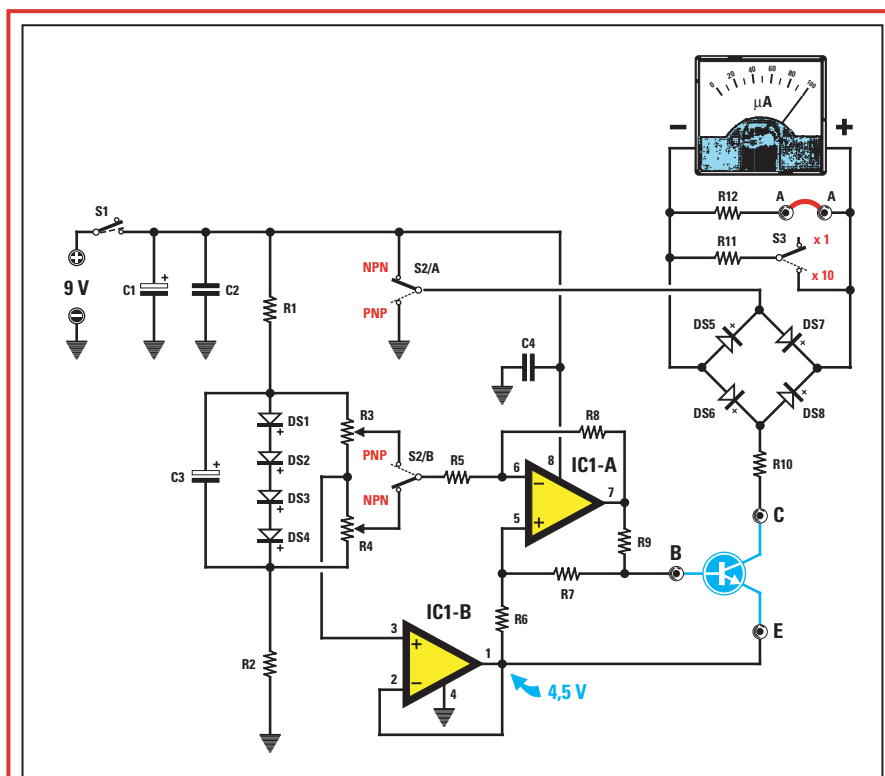 0 20 40 60 80 100
µA
− +
R12 A A
R11 S3 x 1
x 10
S1
9 V
C1 + C2
R1
NPN S2/A
PNP
C4
DS5 DS7
DS6 DS8
R3
DS1 +
DS2 +
DS3 +
DS4 +
C3 +
PNP S2/B
NPN
R4
R5
R8
6 − 8 IC1-A
7
5 +
R9
R10
C
B
R7
R6
E
IC1-B
3 +
2 −
1
4
R2
4,5 V